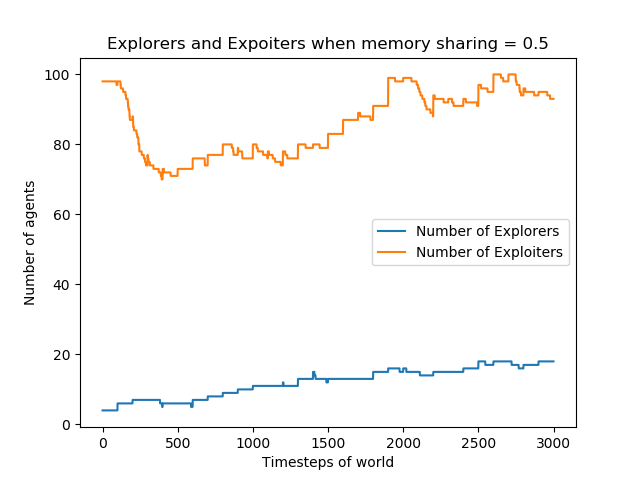 Explorers and Expoiters when memory sharing = 0.5
100
80
60
40
20
0
Number of agents
Number of Explorers
Number of Exploiters
0 500 1000 1500 2000 2500 3000
Timesteps of world